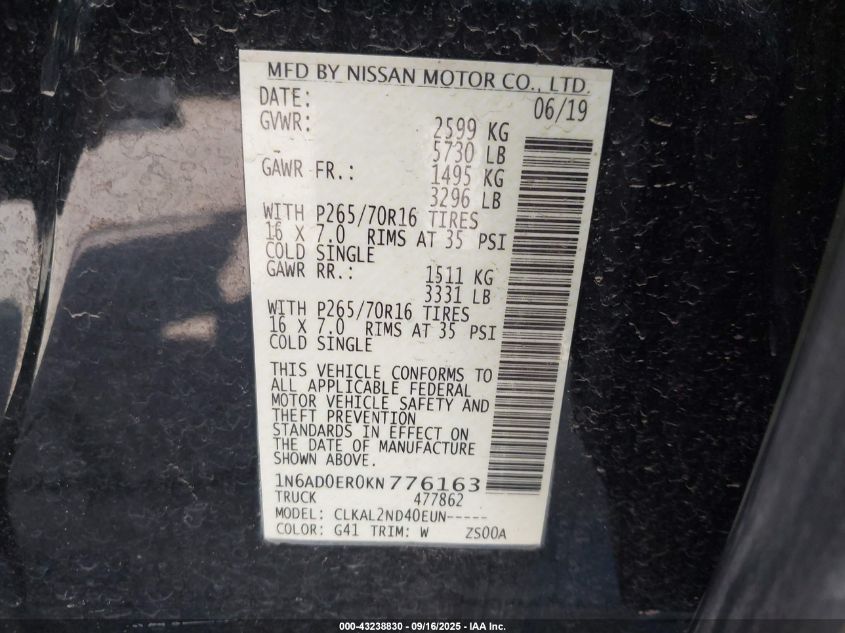 MFD BY NISSAN MOTOR CO., LTD.
DATE: 06/19
GVWR: 2599 KG
5730 LB
GAWR FR.: 1495 KG
3296 LB
WITH P265/70R16 TIRES
16 X 7.0 RIMS AT 35 PSI
COLD SINGLE
GAWR RR.: 1511 KG
3331 LB
WITH P265/70R16 TIRES
16 X 7.0 RIMS AT 35 PSI
COLD SINGLE
THIS VEHICLE CONFORMS TO
ALL APPLICABLE FEDERAL
MOTOR VEHICLE SAFETY AND
THEFT PREVENTION
STANDARDS IN EFFECT ON
THE DATE OF MANUFACTURE
SHOWN ABOVE.
1N6AD0ER0KN776163
TRUCK 477862
MODEL: CLKAL2ND40EUN-----
COLOR: G41 TRIM: W ZS00A
000-43238830 - 09/16/2025 - IAA Inc.